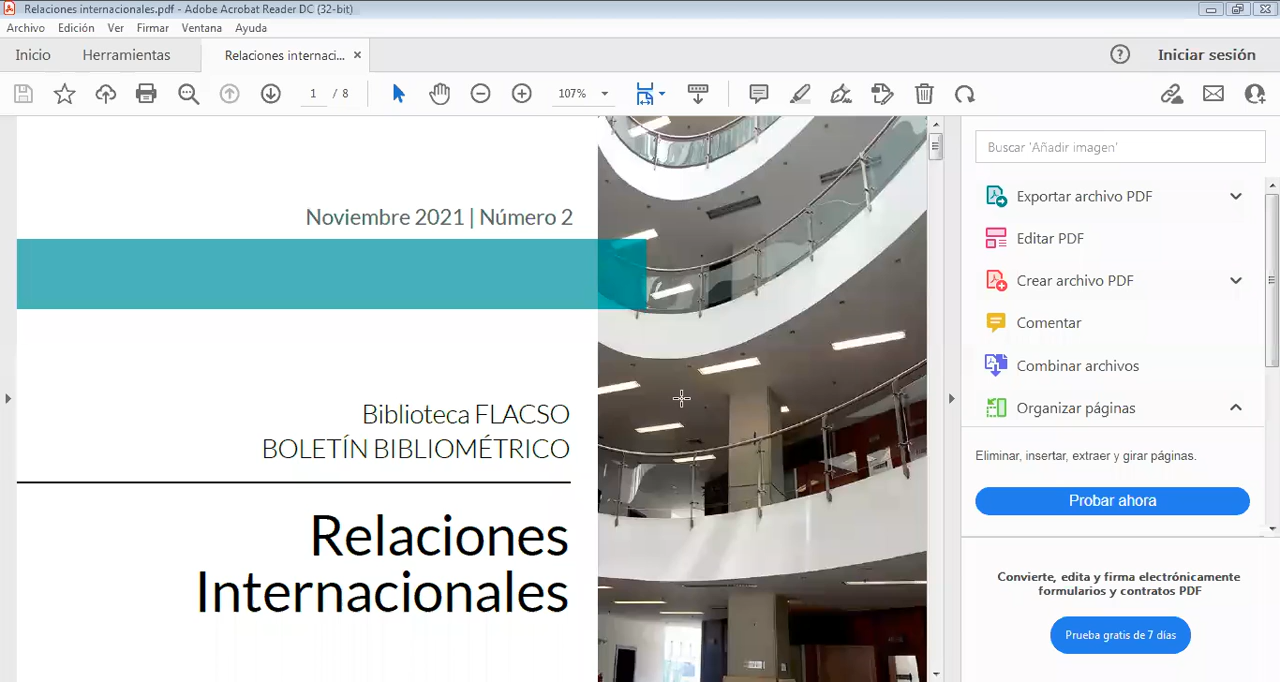 Relaciones internacionales.pdf - Adobe Acrobat Reader DC (32-bit)
Archivo Edición Ver Firmar Ventana Ayuda
Inicio Herramientas Relaciones internaci... × ? Iniciar sesión
1 / 8 107%
Noviembre 2021 | Número 2
Biblioteca FLACSO
BOLETÍN BIBLIOMÉTRICO
Relaciones
Internacionales
Buscar 'Añadir imagen'
Exportar archivo PDF
Editar PDF
Crear archivo PDF
Comentar
Combinar archivos
Organizar páginas
Eliminar, insertar, extraer y girar páginas.
Probar ahora
Convierte, edita y firma electrónicamente
formularios y contratos PDF
Prueba gratis de 7 días